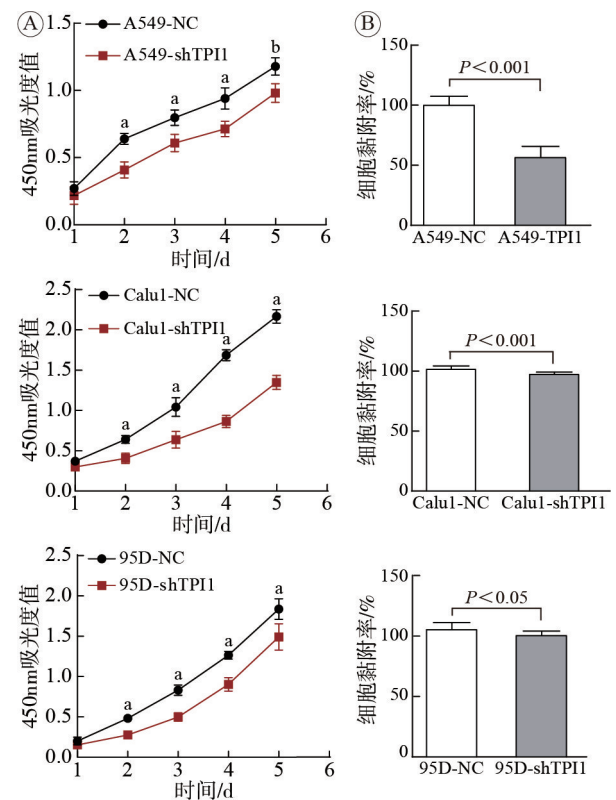 A
A549-NC
A549-shTPI1
450nm吸光度值
1.5
1.0
0.5
0.0
a
a
a
b
1 2 3 4 5 6
时间/d
B
细胞黏附率/%
150
100
50
0
P<0.001
A549-NC A549-TPI1
Calu1-NC
Calu1-shTPI1
450nm吸光度值
2.5
2.0
1.5
1.0
0.5
0.0
a
a
a
a
1 2 3 4 5 6
时间/d
细胞黏附率/%
150
100
50
0
P<0.001
Calu1-NC Calu1-shTPI1
95D-NC
95D-shTPI1
450nm吸光度值
2.5
2.0
1.5
1.0
0.5
0.0
a
a
a
a
1 2 3 4 5 6
时间/d
细胞黏附率/%
150
100
50
0
P<0.05
95D-NC 95D-shTPI1